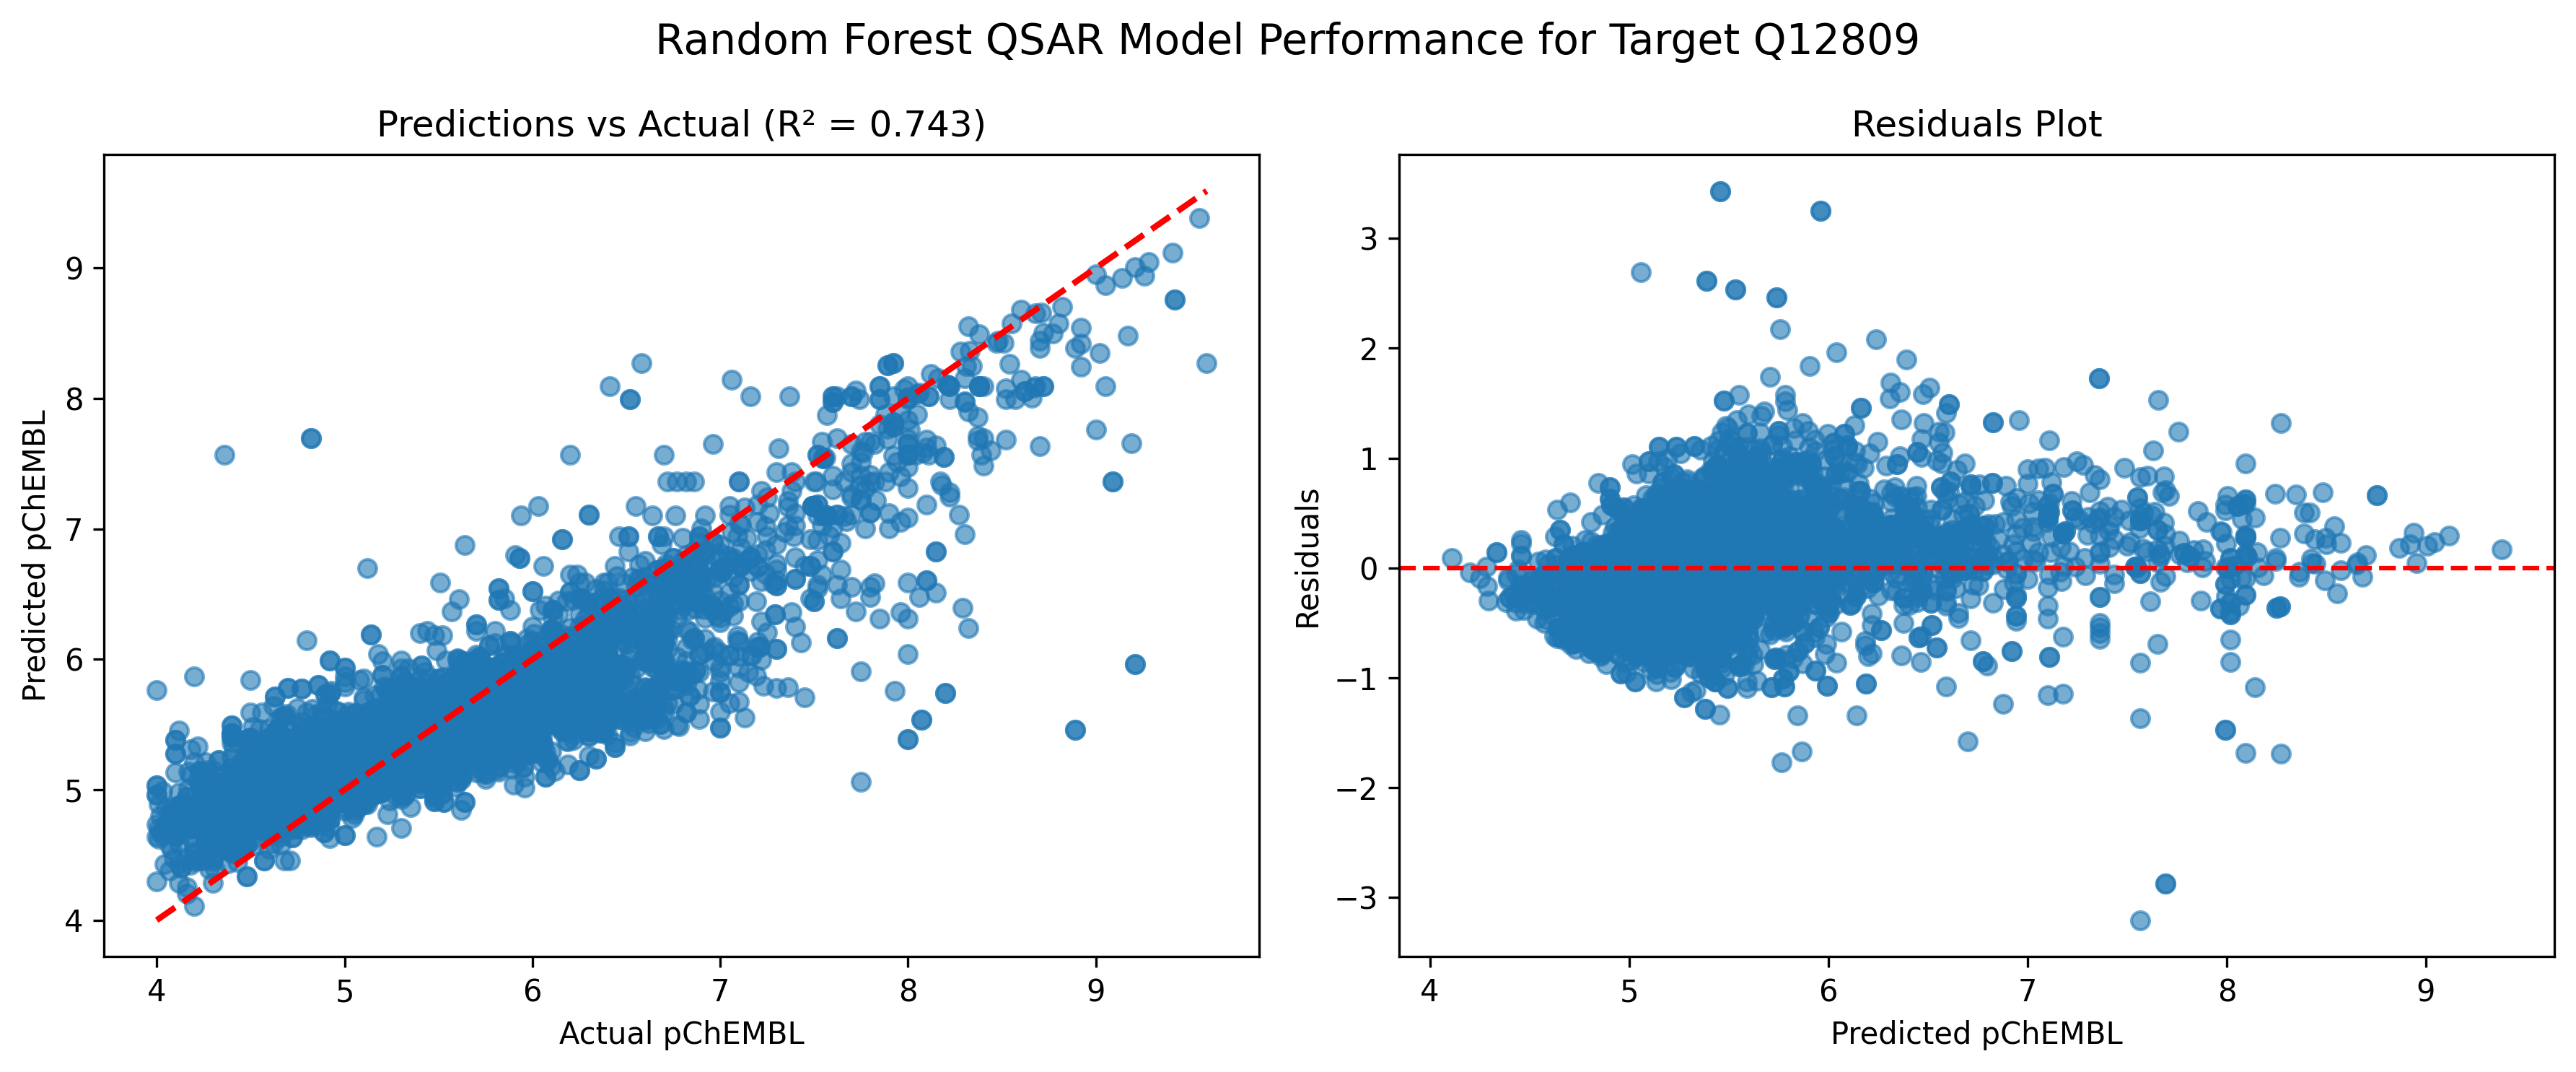 Random Forest QSAR Model Performance for Target Q12809
Predictions vs Actual (R² = 0.743)
Predicted pChEMBL
9
8
7
6
5
4
4 5 6 7 8 9
Actual pChEMBL
Residuals Plot
Residuals
3
2
1
0
−1
−2
−3
4 5 6 7 8 9
Predicted pChEMBL